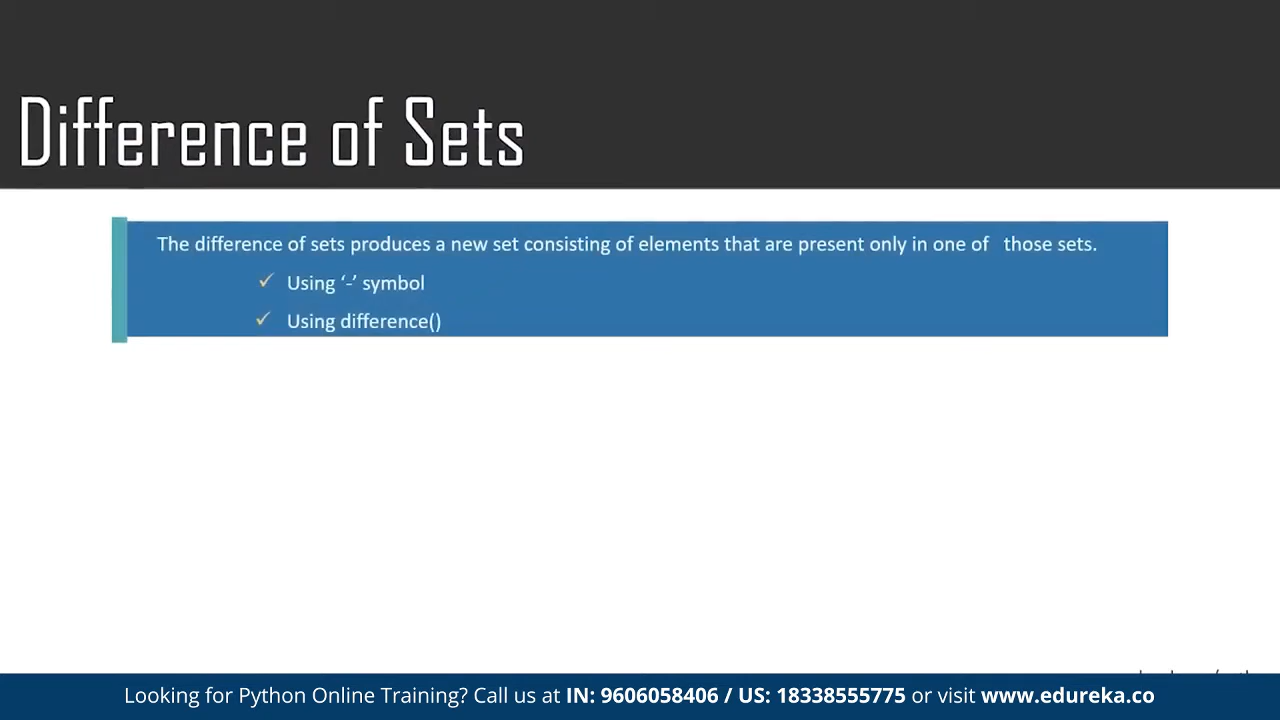 Difference of Sets
The difference of sets produces a new set consisting of elements that are present only in one of those sets.
✓ Using ‘-’ symbol
✓ Using difference()
Looking for Python Online Training? Call us at IN: 9606058406 / US: 18338555775 or visit www.edureka.co